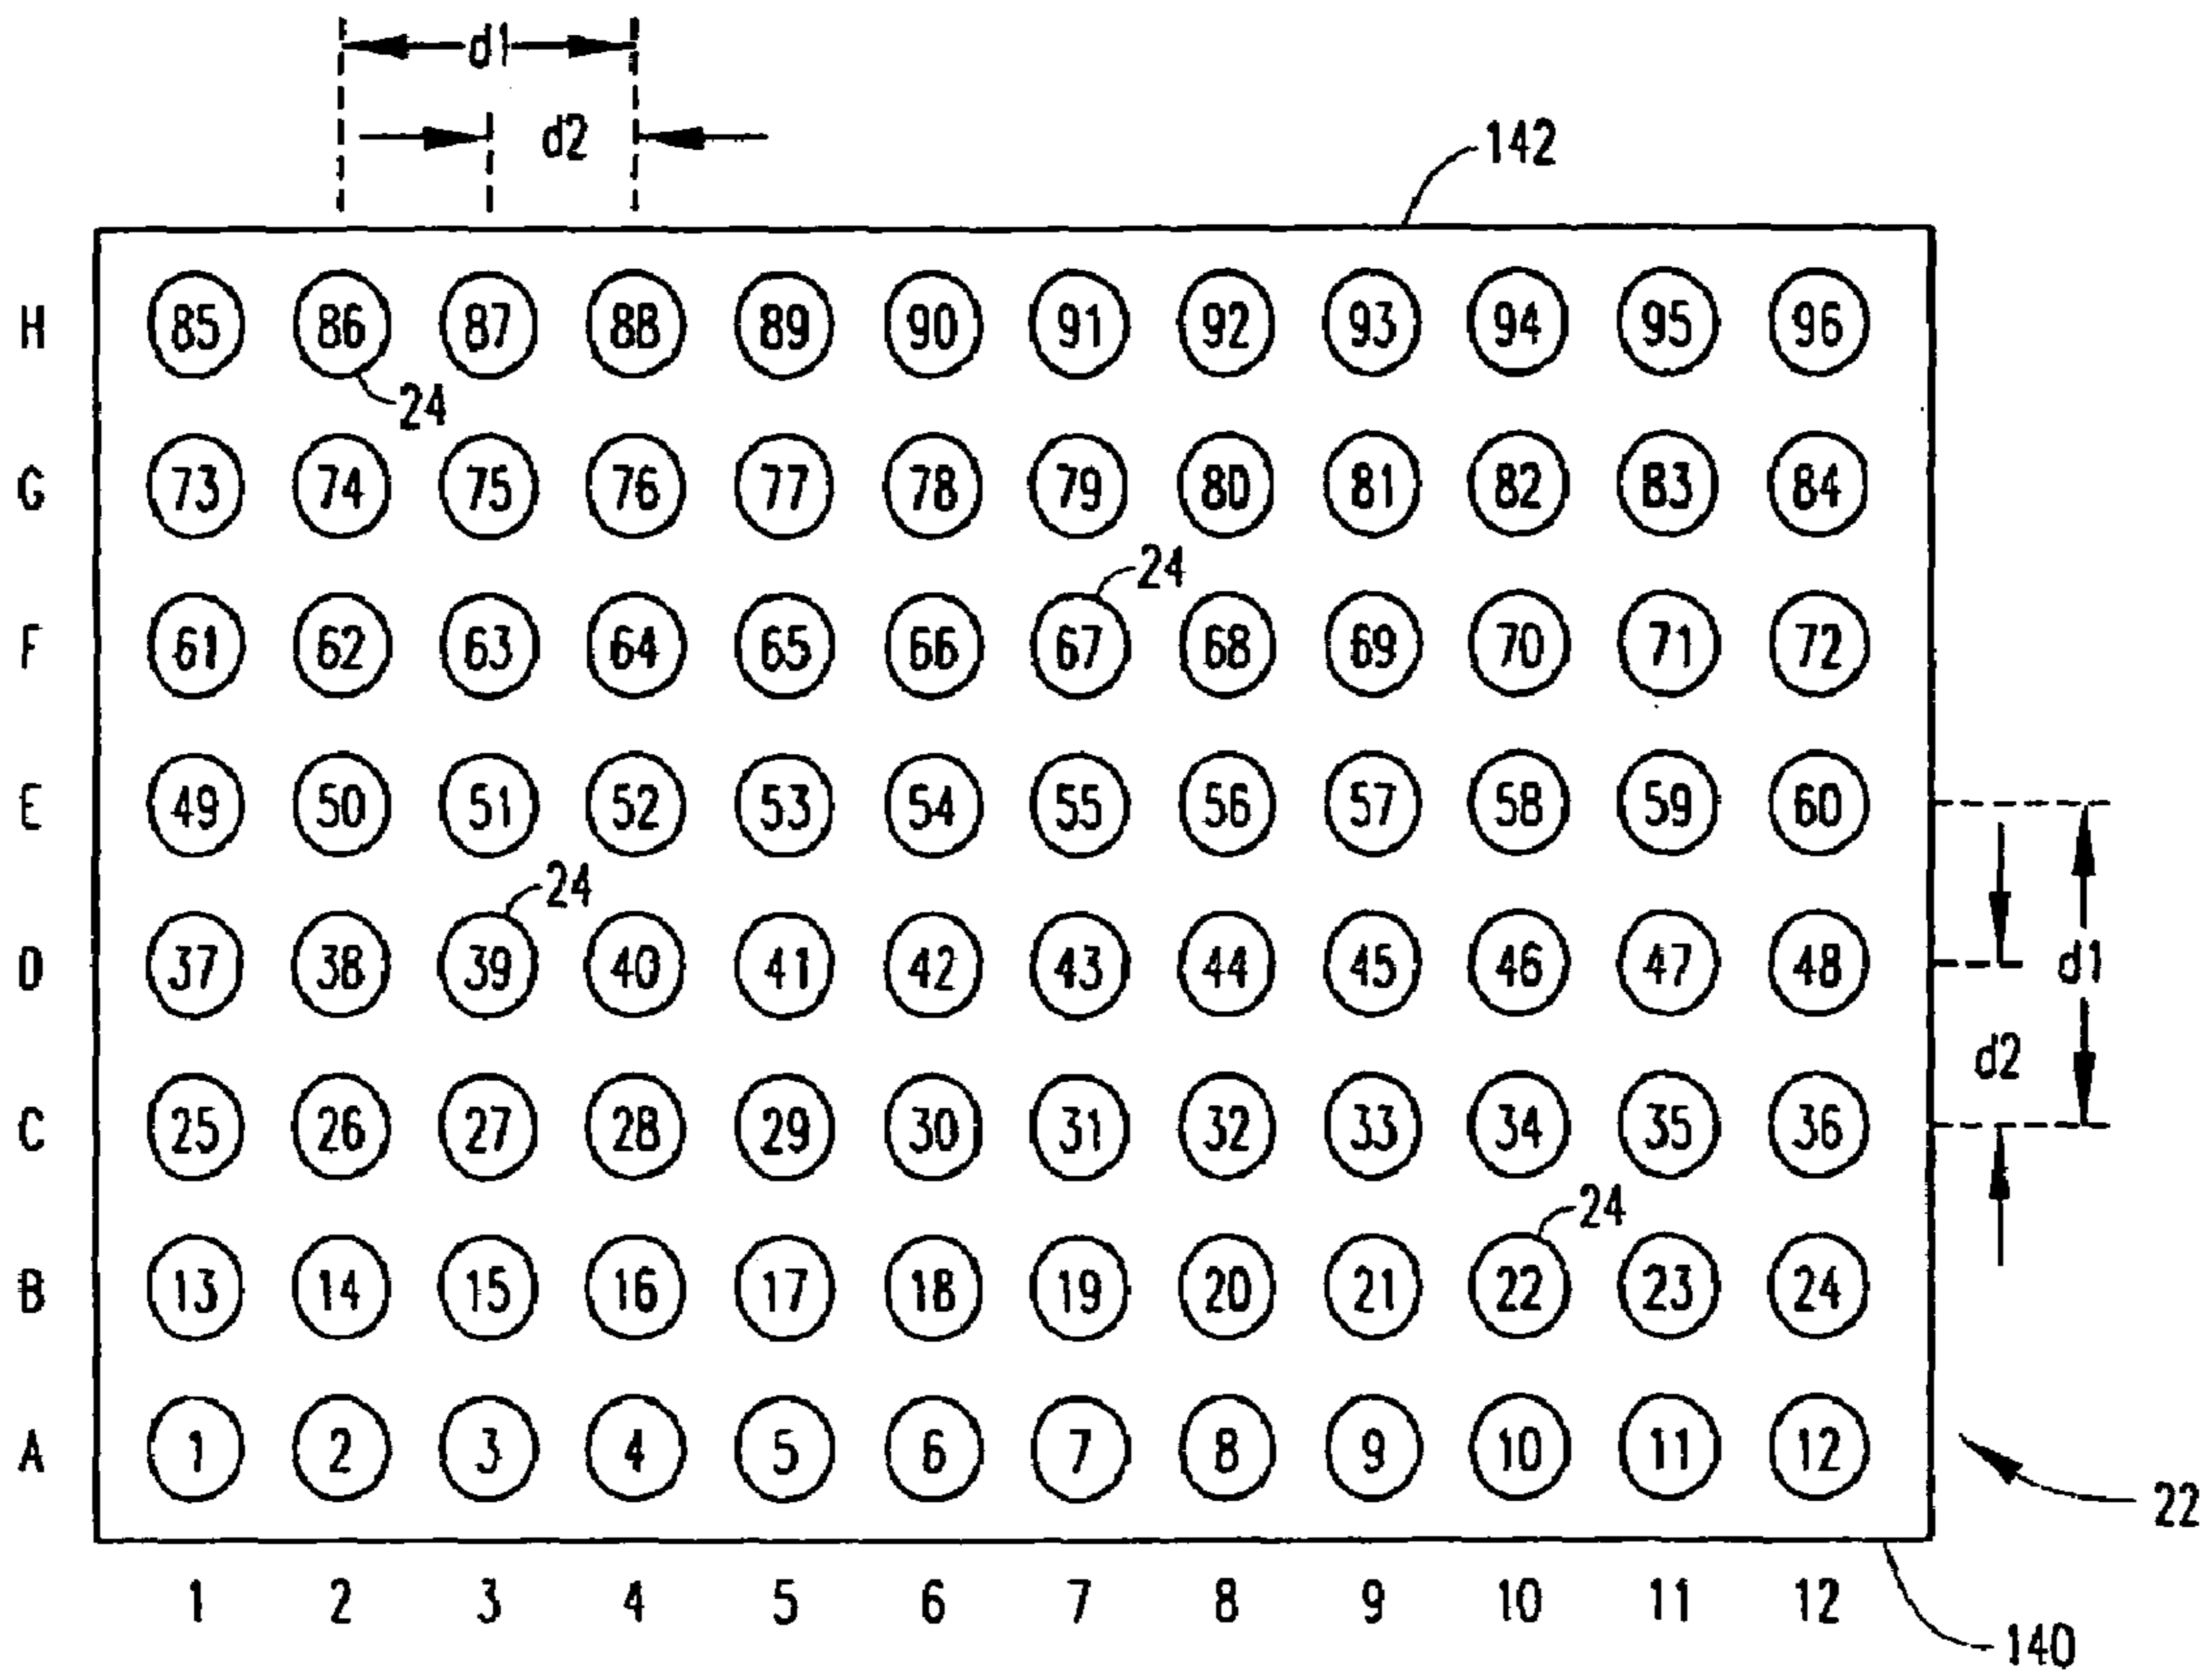 d1
d2
142
H 85 86 87 88 89 90 91 92 93 94 95 96
24
G 73 74 75 76 77 78 79 80 81 82 83 84
24
F 61 62 63 64 65 66 67 68 69 70 71 72
E 49 50 51 52 53 54 55 56 57 58 59 60
24
D 37 38 39 40 41 42 43 44 45 46 47 48 d1
d2
C 25 26 27 28 29 30 31 32 33 34 35 36
24
B 13 14 15 16 17 18 19 20 21 22 23 24
A 1 2 3 4 5 6 7 8 9 10 11 12
22
1 2 3 4 5 6 7 8 9 10 11 12
140